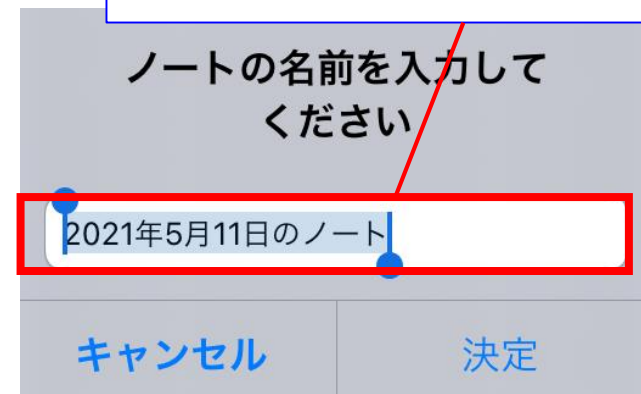 ノートの名前を入力して
ください
2021年5月11日のノート
キャンセル
決定